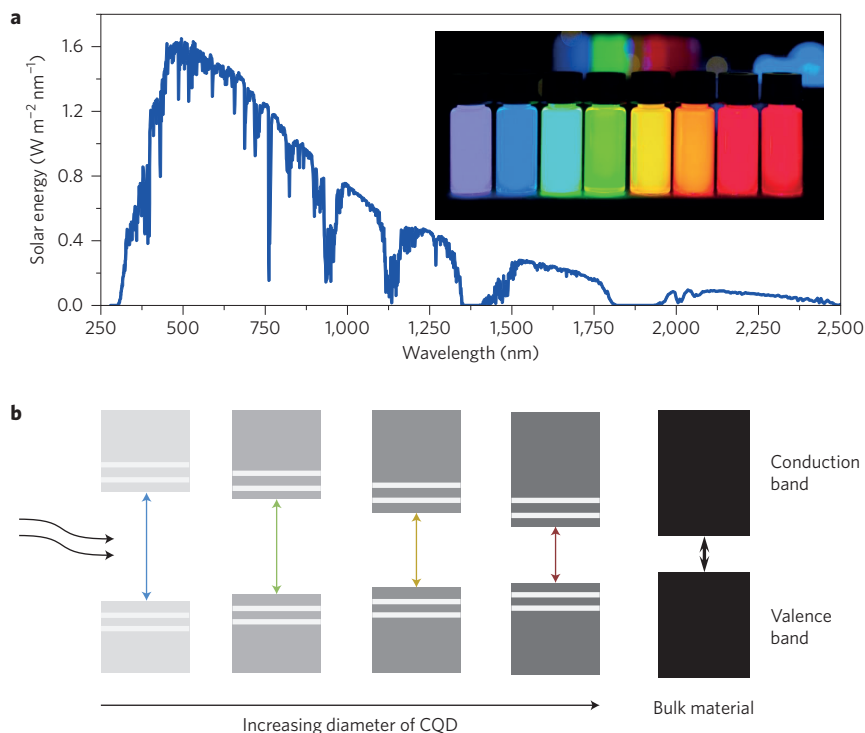 a
Solar energy (W m⁻² nm⁻¹)
1.6
1.2
0.8
0.4
0.0
250 500 750 1,000 1,250 1,500 1,750 2,000 2,250 2,500
Wavelength (nm)
b
Conduction
band
Valence
band
Increasing diameter of CQD
Bulk material